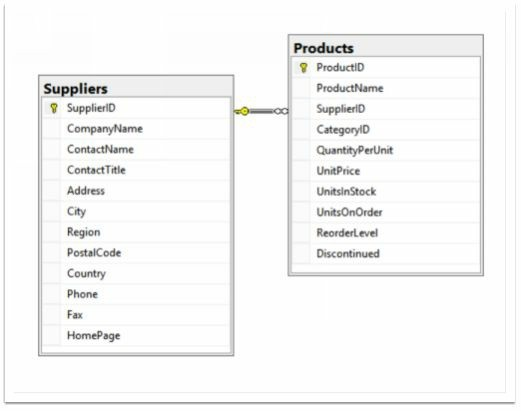 Suppliers
SupplierID
CompanyName
ContactName
ContactTitle
Address
City
Region
PostalCode
Country
Phone
Fax
HomePage
Products
ProductID
ProductName
SupplierID
CategoryID
QuantityPerUnit
UnitPrice
UnitsInStock
UnitsOnOrder
ReorderLevel
Discontinued